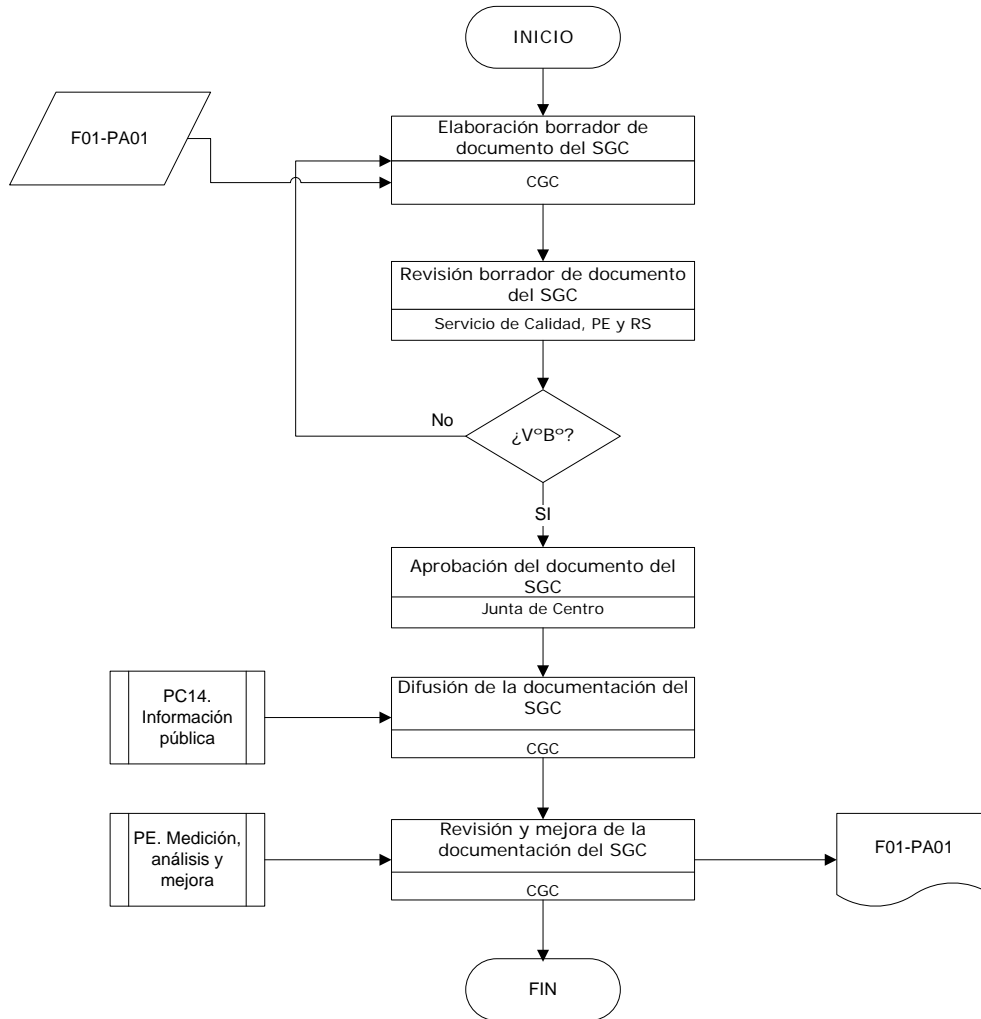 INICIO
F01-PA01
Elaboración borrador de
documento del SGC
CGC
Revisión borrador de documento
del SGC
Servicio de Calidad, PE y RS
No
¿VºBº?
SI
Aprobación del documento del
SGC
Junta de Centro
PC14.
Información
pública
Difusión de la documentación del
SGC
CGC
PE. Medición,
análisis y
mejora
Revisión y mejora de la
documentación del SGC
CGC
F01-PA01
FIN